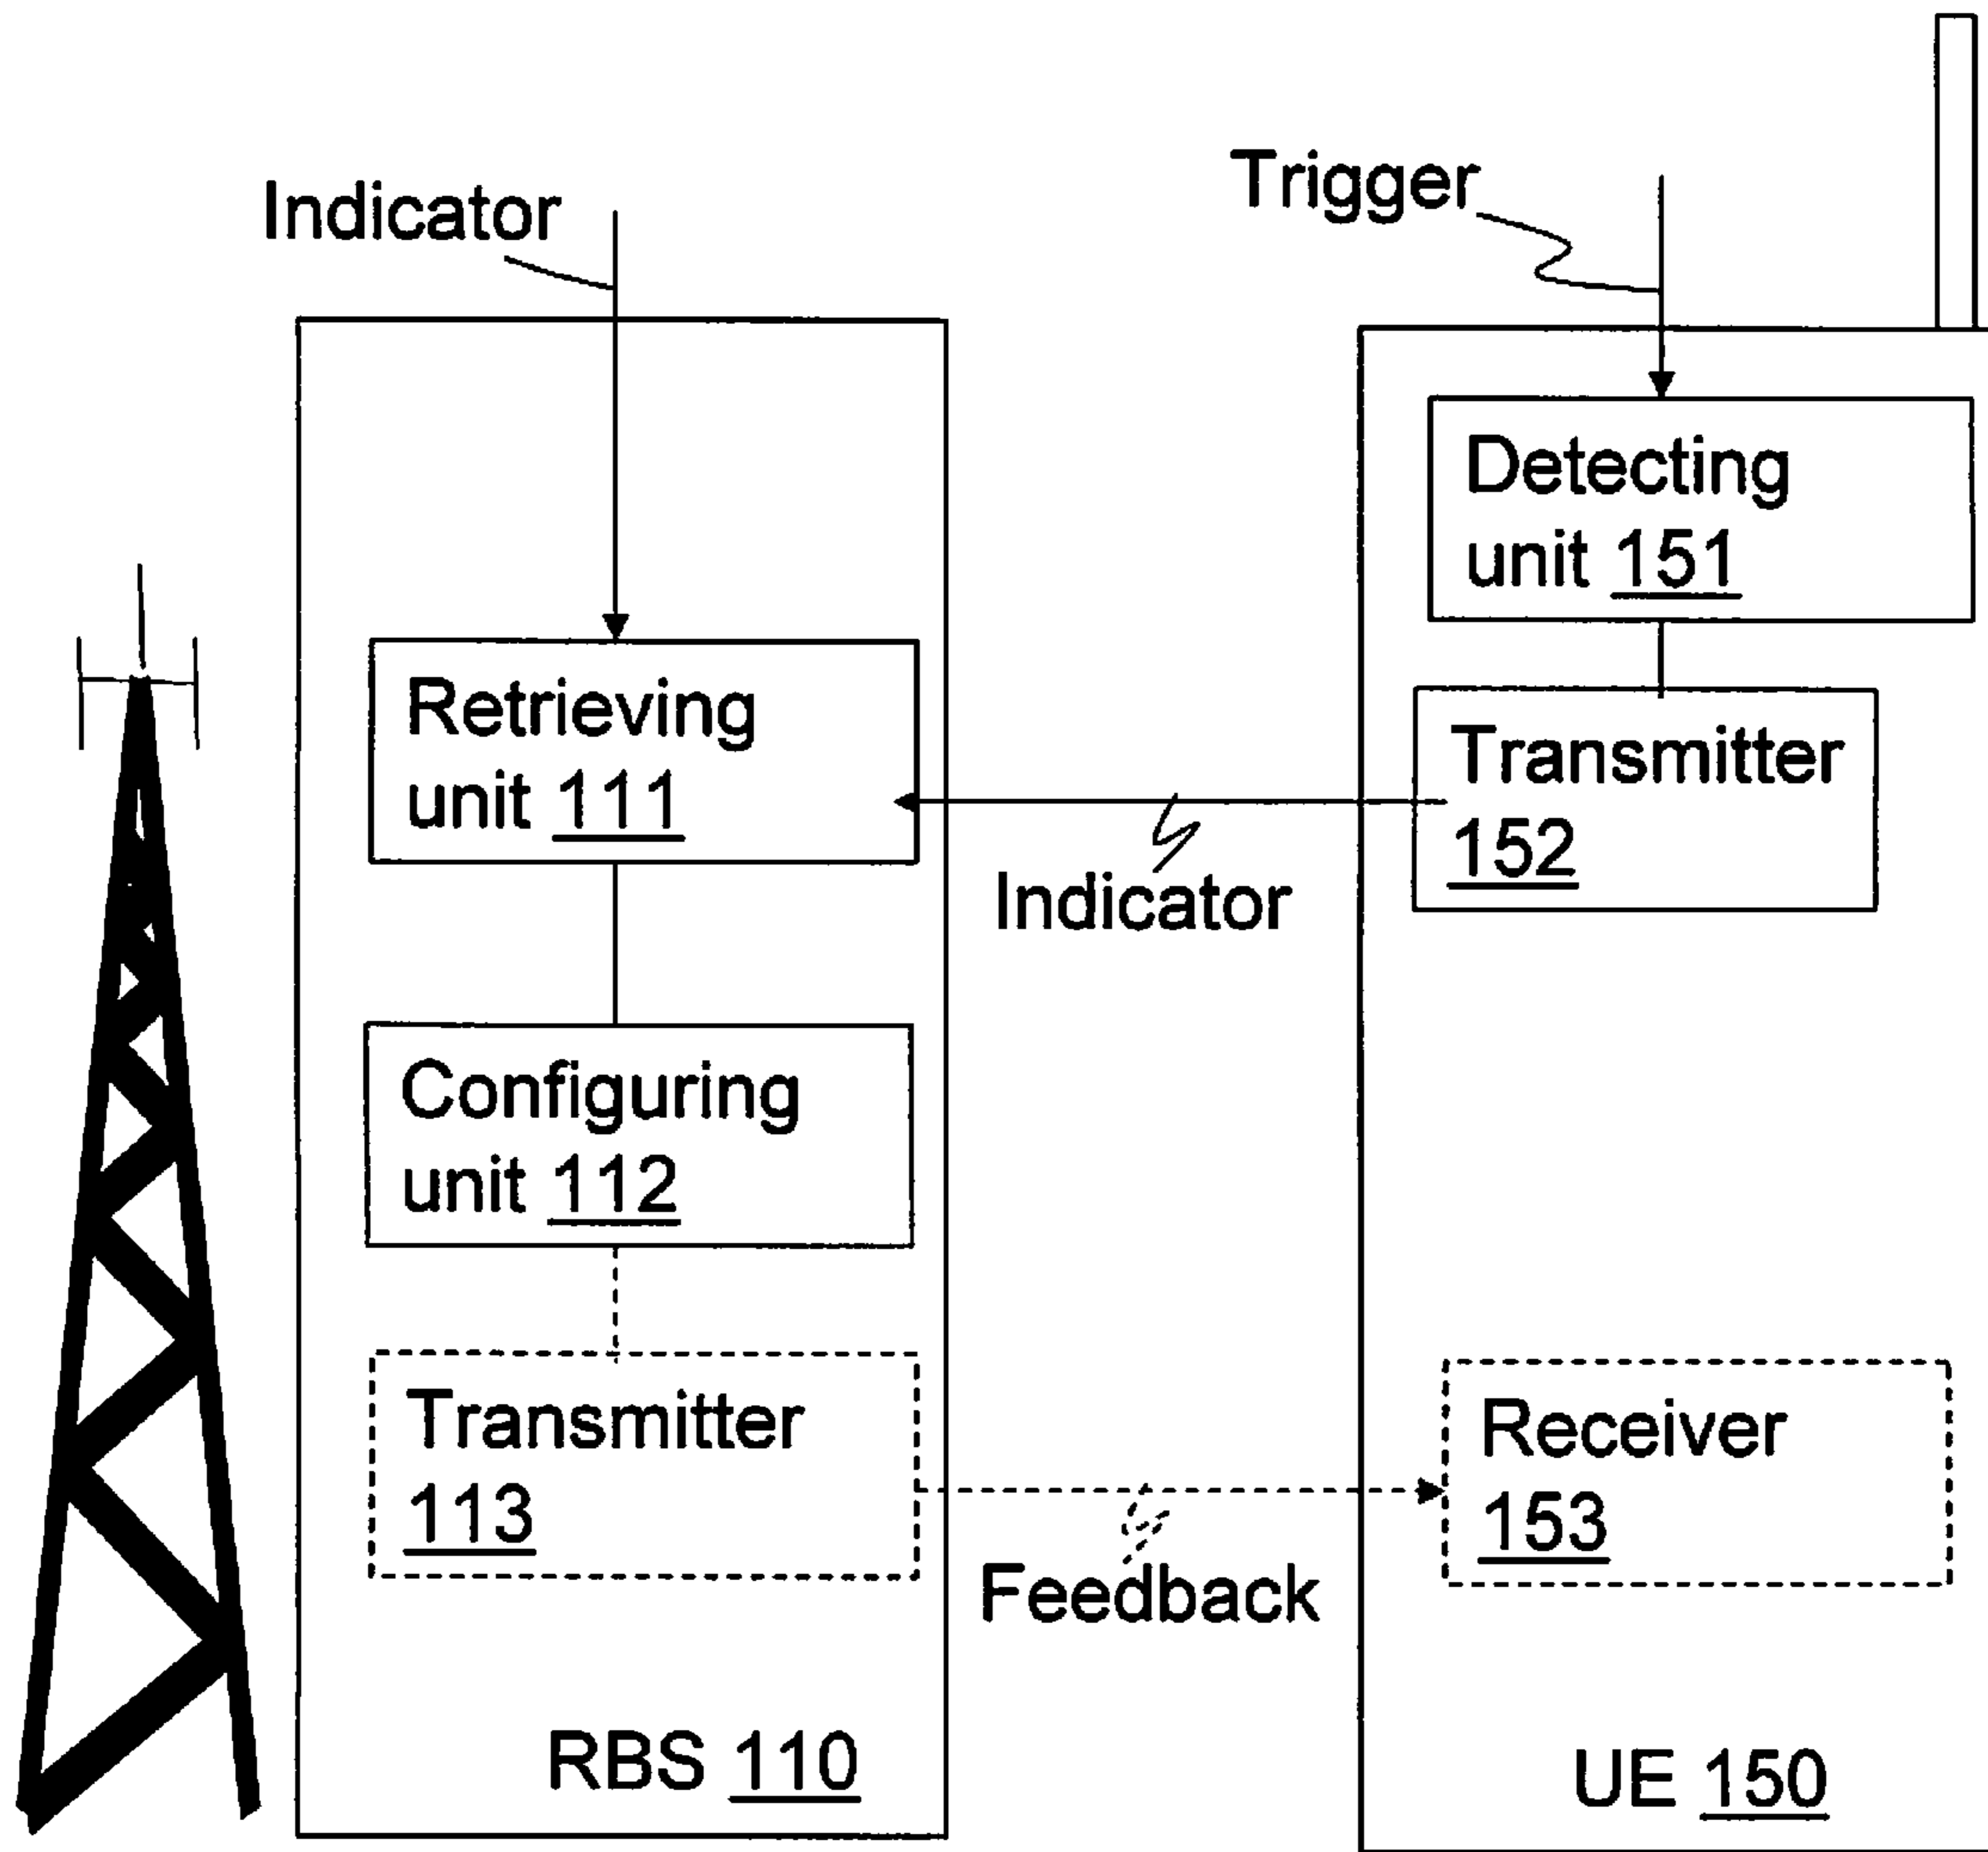 Indicator
Trigger
Detecting
unit 151
Retrieving
unit 111
Transmitter
152
Indicator
Configuring
unit 112
Transmitter
113
Receiver
153
Feedback
RBS 110
UE 150